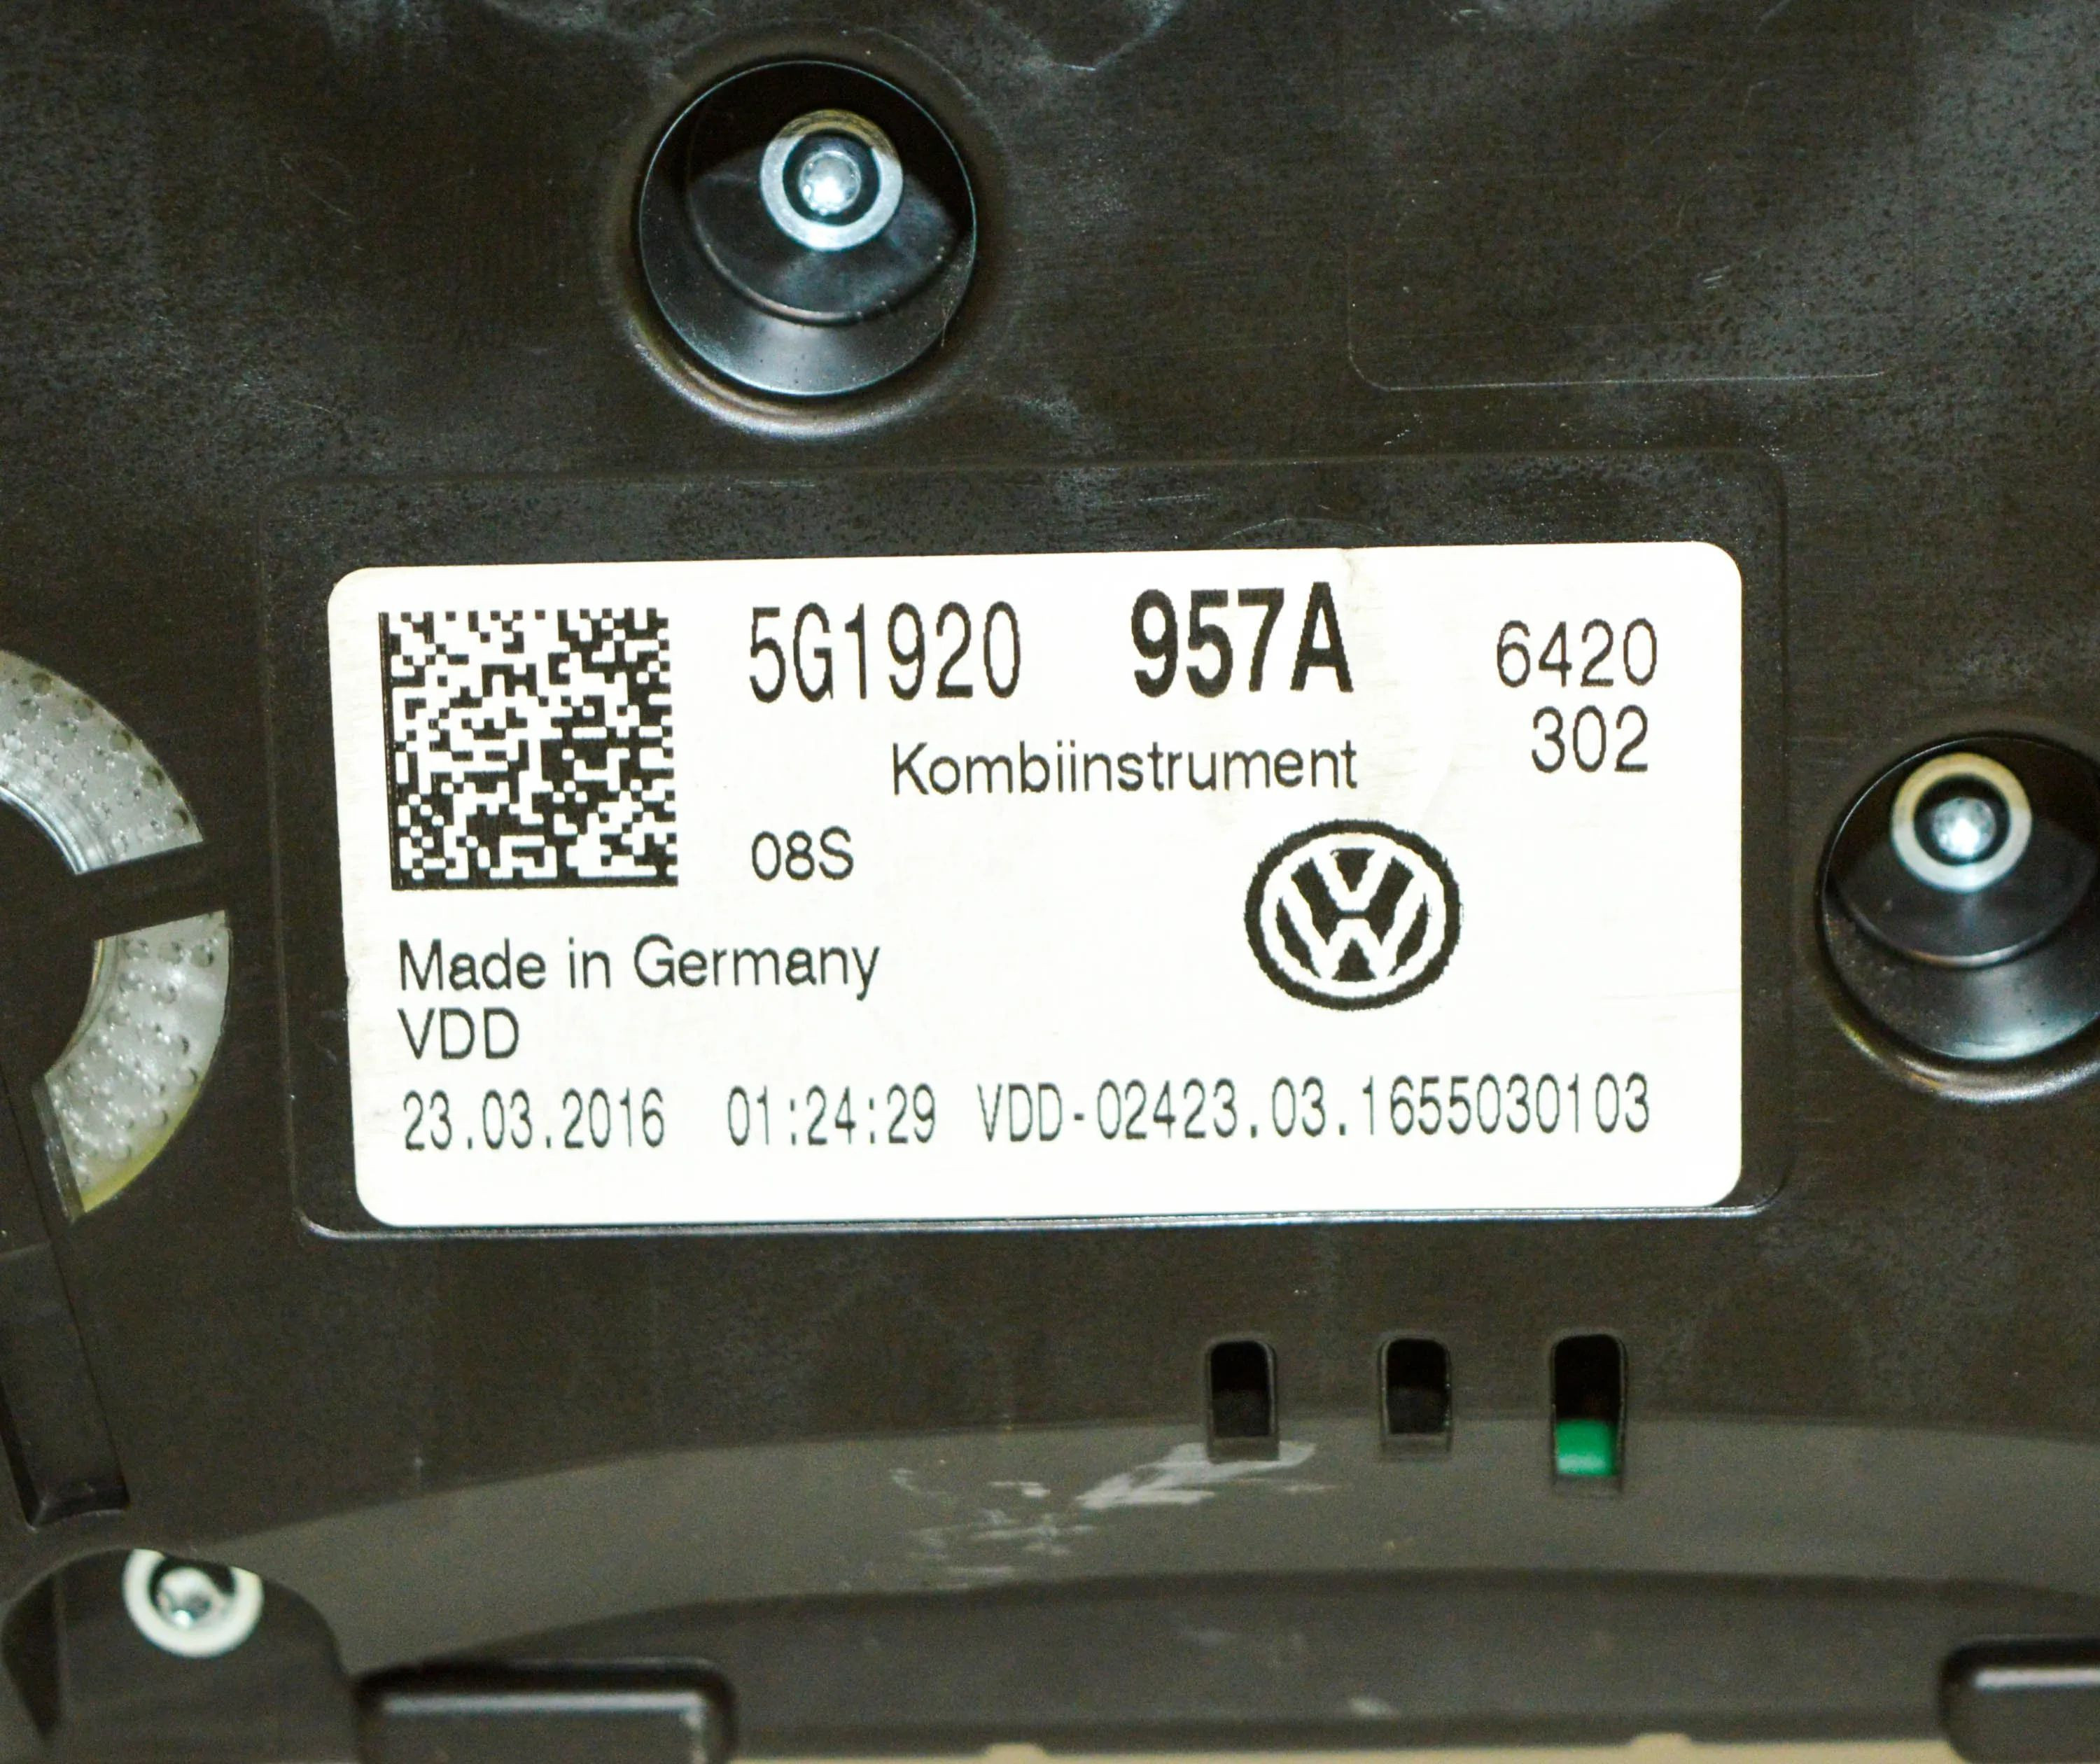 5G1920 957A 6420
302
Kombiinstrument
08S
Made in Germany
VDD
23.03.2016 01:24:29 VDD-02423.03.1655030103